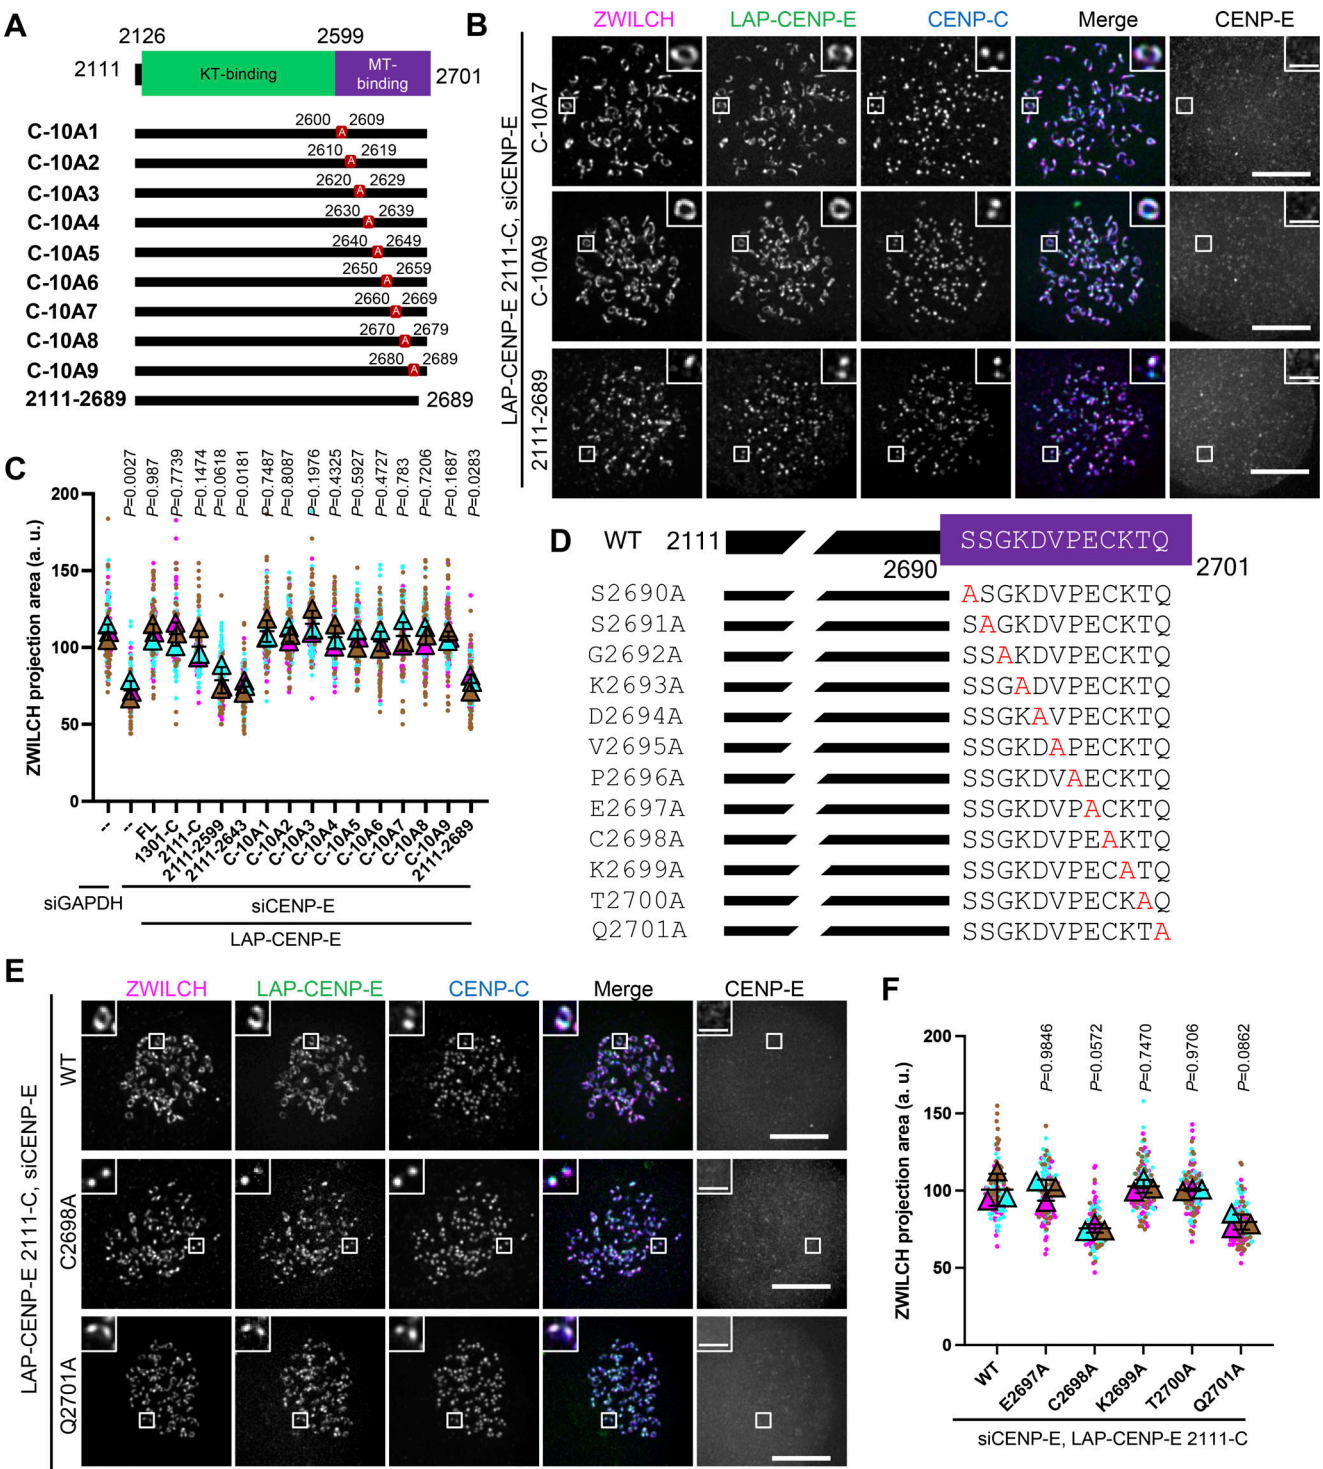 A
2126
2599
2111
KT-binding
MT-
binding
2701
C-10A1
2600
2609
A
C-10A2
2610
2619
A
C-10A3
2620
2629
A
C-10A4
2630
2639
A
C-10A5
2640
2649
A
C-10A6
2650
2659
A
C-10A7
2660
2669
A
C-10A8
2670
2679
A
C-10A9
2680
2689
A
2111-2689
2689
B
ZWILCH
LAP-CENP-E
CENP-C
Merge
CENP-E
LAP-CENP-E 2111-C, siCENP-E
C-10A7
C-10A9
2111-2689
C
P=0.0027
P=0.9987
P=0.7739
P=0.1474
P=0.0618
P=0.0181
P=0.7487
P=0.8087
P=0.1976
P=0.4325
P=0.5927
P=0.4727
P=0.783
P=0.7206
P=0.1687
P=0.0283
ZWILCH projection area (a. u.)
200
150
100
50
0
--
--
FL
1301-C
2111-C
2111-2599
2111-2643
C-10A1
C-10A2
C-10A3
C-10A4
C-10A5
C-10A6
C-10A7
C-10A8
C-10A9
2111-2689
siGAPDH
siCENP-E
LAP-CENP-E
D
WT
2111
SSGKDVPECKTQ
2690
2701
S2690A
ASGKDVPECKTQ
S2691A
SAGKDVPECKTQ
G2692A
SSAKDVPECKTQ
K2693A
SSGADVPECKTQ
D2694A
SSGKAVPECKTQ
V2695A
SSGKDAPECKTQ
P2696A
SSGKDVAECKTQ
E2697A
SSGKDVPACKTQ
C2698A
SSGKDVPEAKTQ
K2699A
SSGKDVPECATQ
T2700A
SSGKDVPECKAQ
Q2701A
SSGKDVPECKTA
E
ZWILCH
LAP-CENP-E
CENP-C
Merge
CENP-E
LAP-CENP-E 2111-C, siCENP-E
WT
C2698A
Q2701A
F
P=0.9846
P=0.0572
P=0.7470
P=0.9706
P=0.0862
ZWILCH projection area (a. u.)
200
150
100
50
0
WT
E2697A
C2698A
K2699A
T2700A
Q2701A
siCENP-E, LAP-CENP-E 2111-C